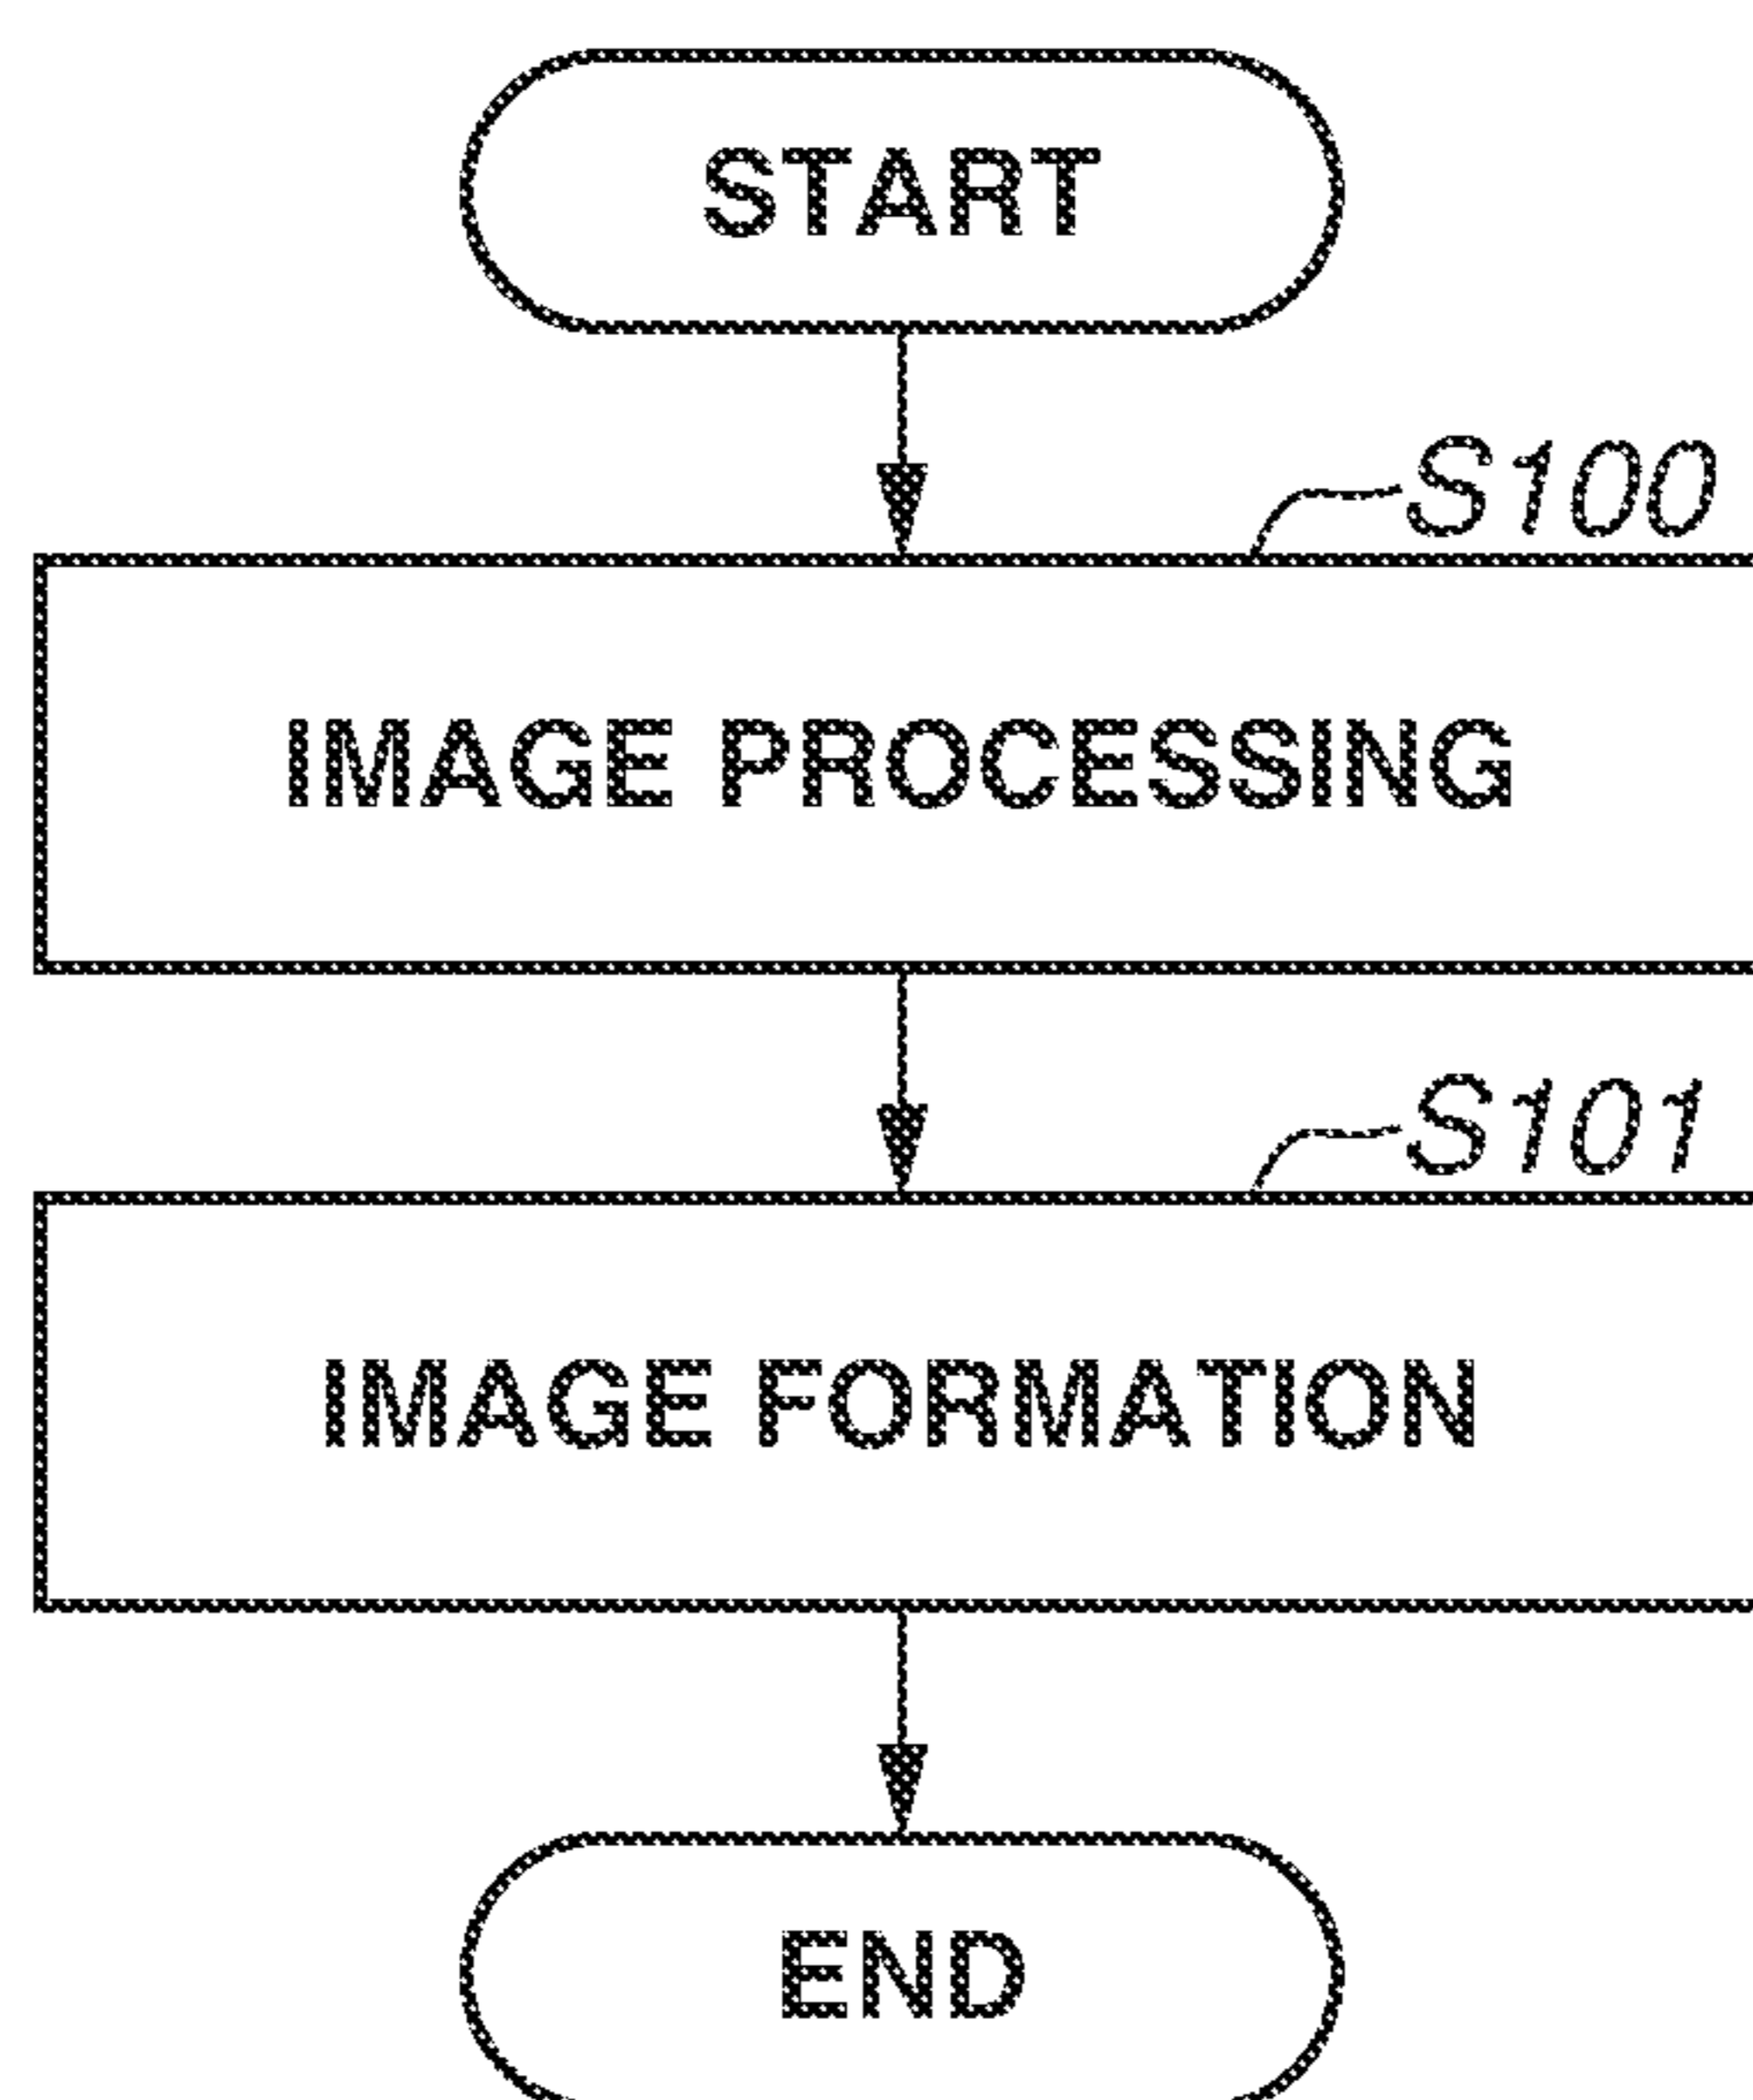 START
S100
IMAGE PROCESSING
S101
IMAGE FORMATION
END